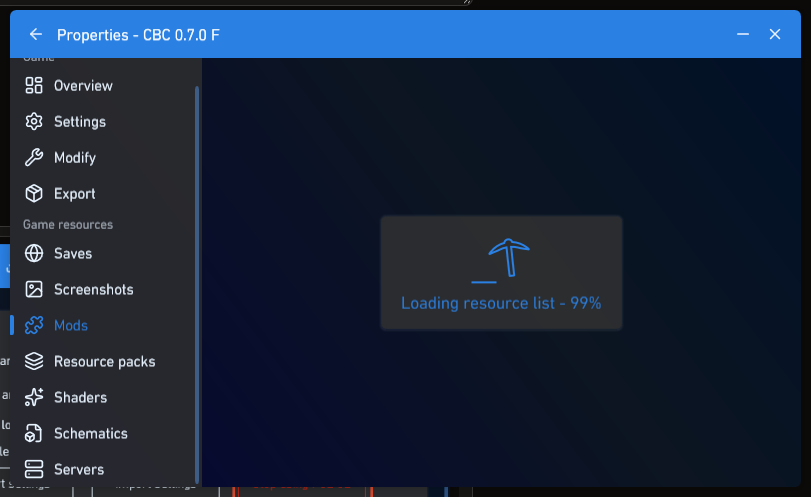 Properties - CBC 0.7.0 F
Game
Overview
Settings
Modify
Export
Game resources
Saves
Screenshots
Mods
Resource packs
Shaders
Schematics
Servers
Loading resource list - 99%